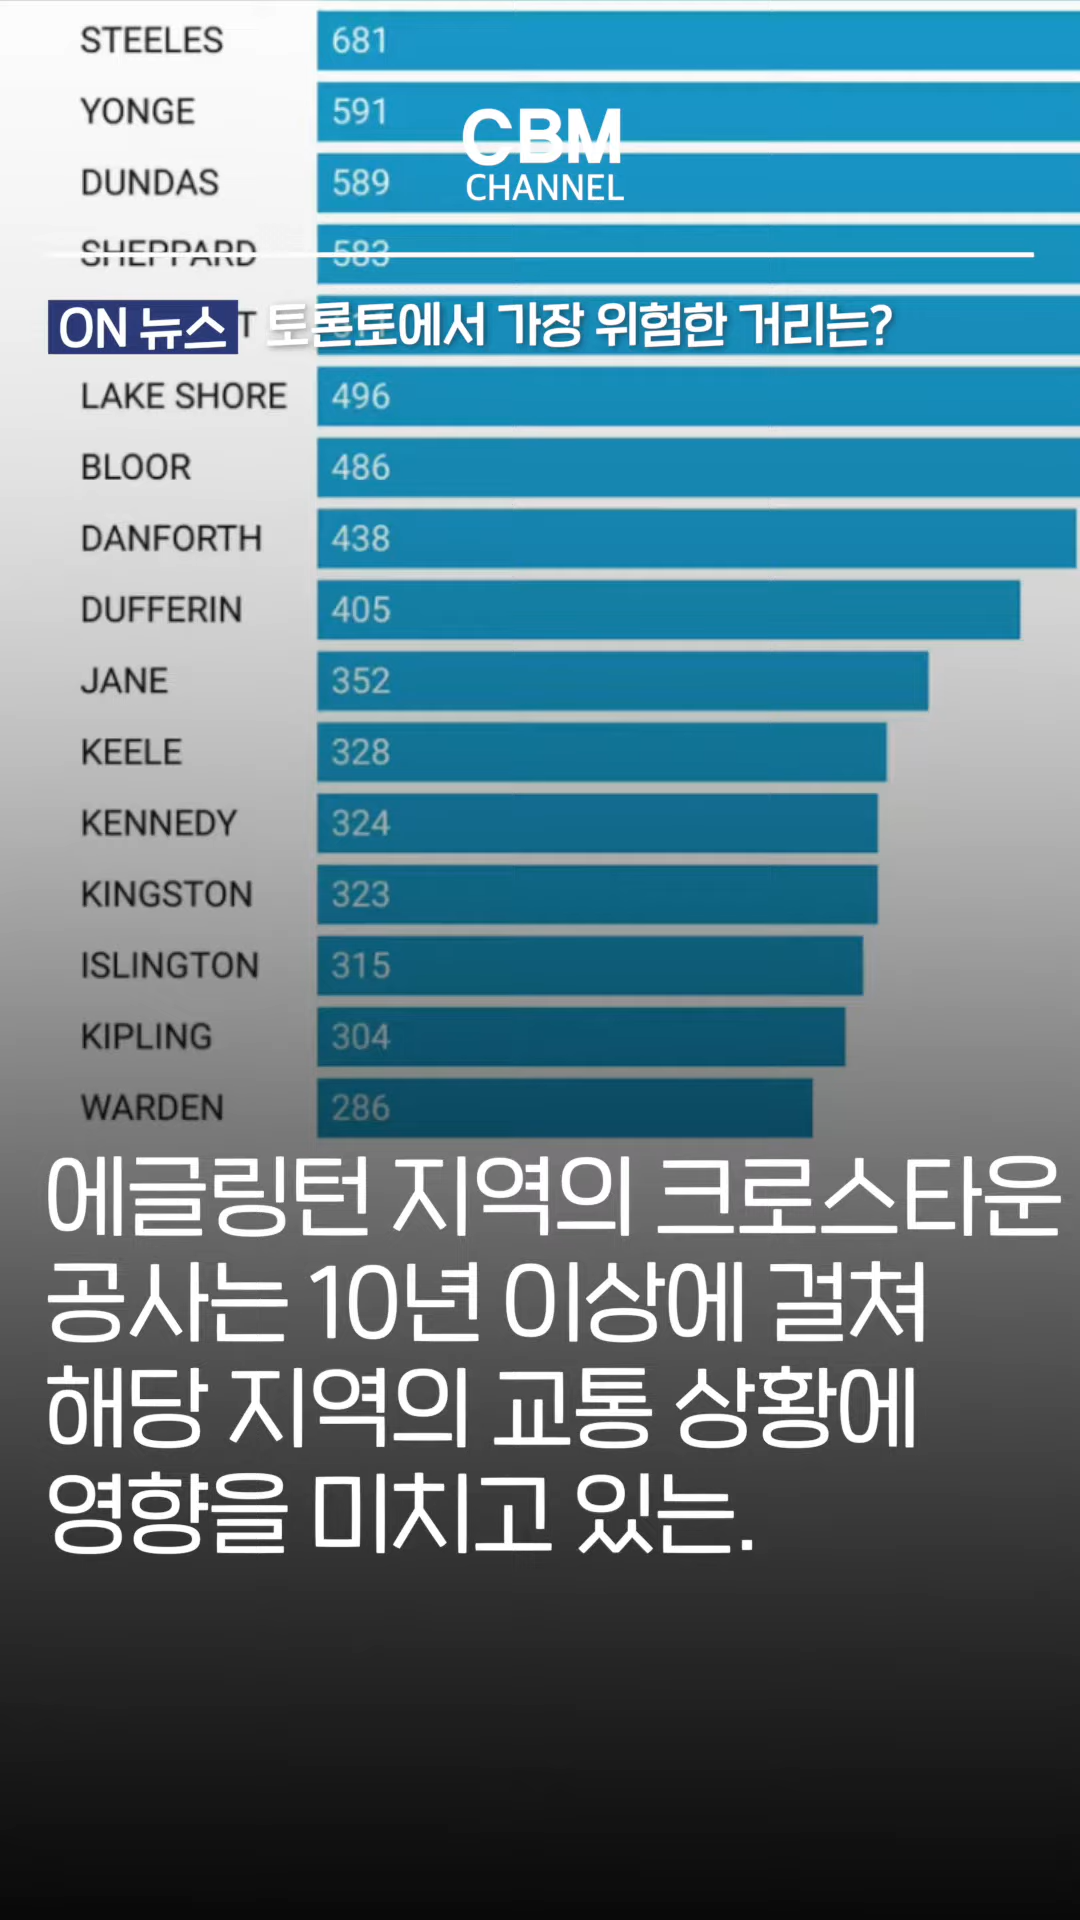 STEELES 681
YONGE 591
CBM
DUNDAS 589
CHANNEL
SHEPPARD 583
ON 뉴스 토론토에서 가장 위험한 거리는?
LAKE SHORE 496
BLOOR 486
DANFORTH 438
DUFFERIN 405
JANE 352
KEELE 328
KENNEDY 324
KINGSTON 323
ISLINGTON 315
KIPLING 304
WARDEN 286
에글링턴 지역의 크로스타운
공사는 10년 이상에 걸쳐
해당 지역의 교통 상황에
영향을 미치고 있는.